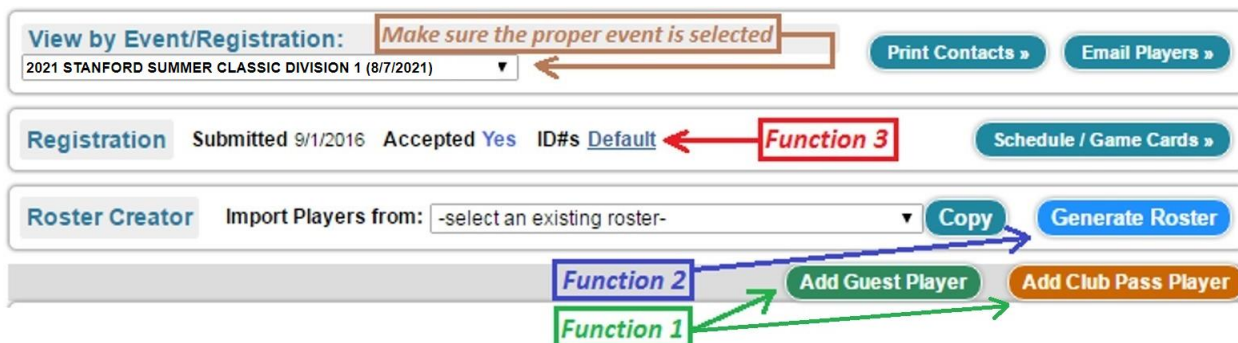 View by Event/Registration: Make sure the proper event is selected
2021 STANFORD SUMMER CLASSIC DIVISION 1 (8/7/2021)
Print Contacts » Email Players »
Registration Submitted 9/1/2016 Accepted Yes ID#s Default Function 3 Schedule / Game Cards »
Roster Creator Import Players from: -select an existing roster- Copy Generate Roster
Function 2 Add Guest Player Add Club Pass Player
Function 1